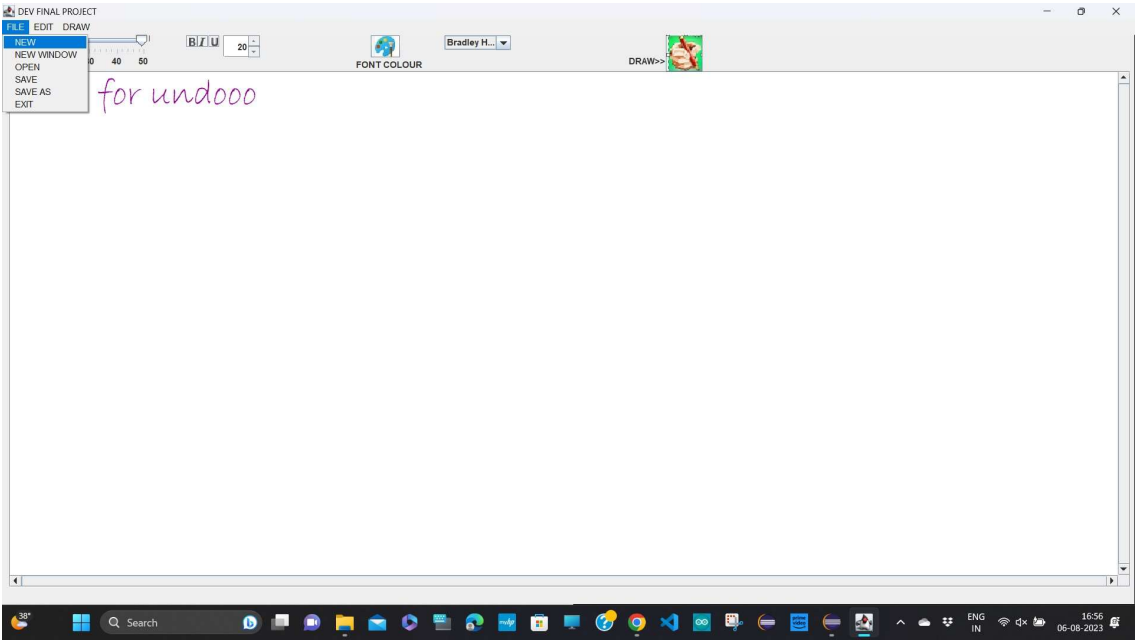 DEV FINAL PROJECT
FILE EDIT DRAW
NEW
NEW WINDOW
OPEN
SAVE
SAVE AS
EXIT
40 50
B I U 20
FONT COLOUR
Bradley H...
DRAW>>
for undooo
38°
Search
ENG
IN
16:56
06-08-2023